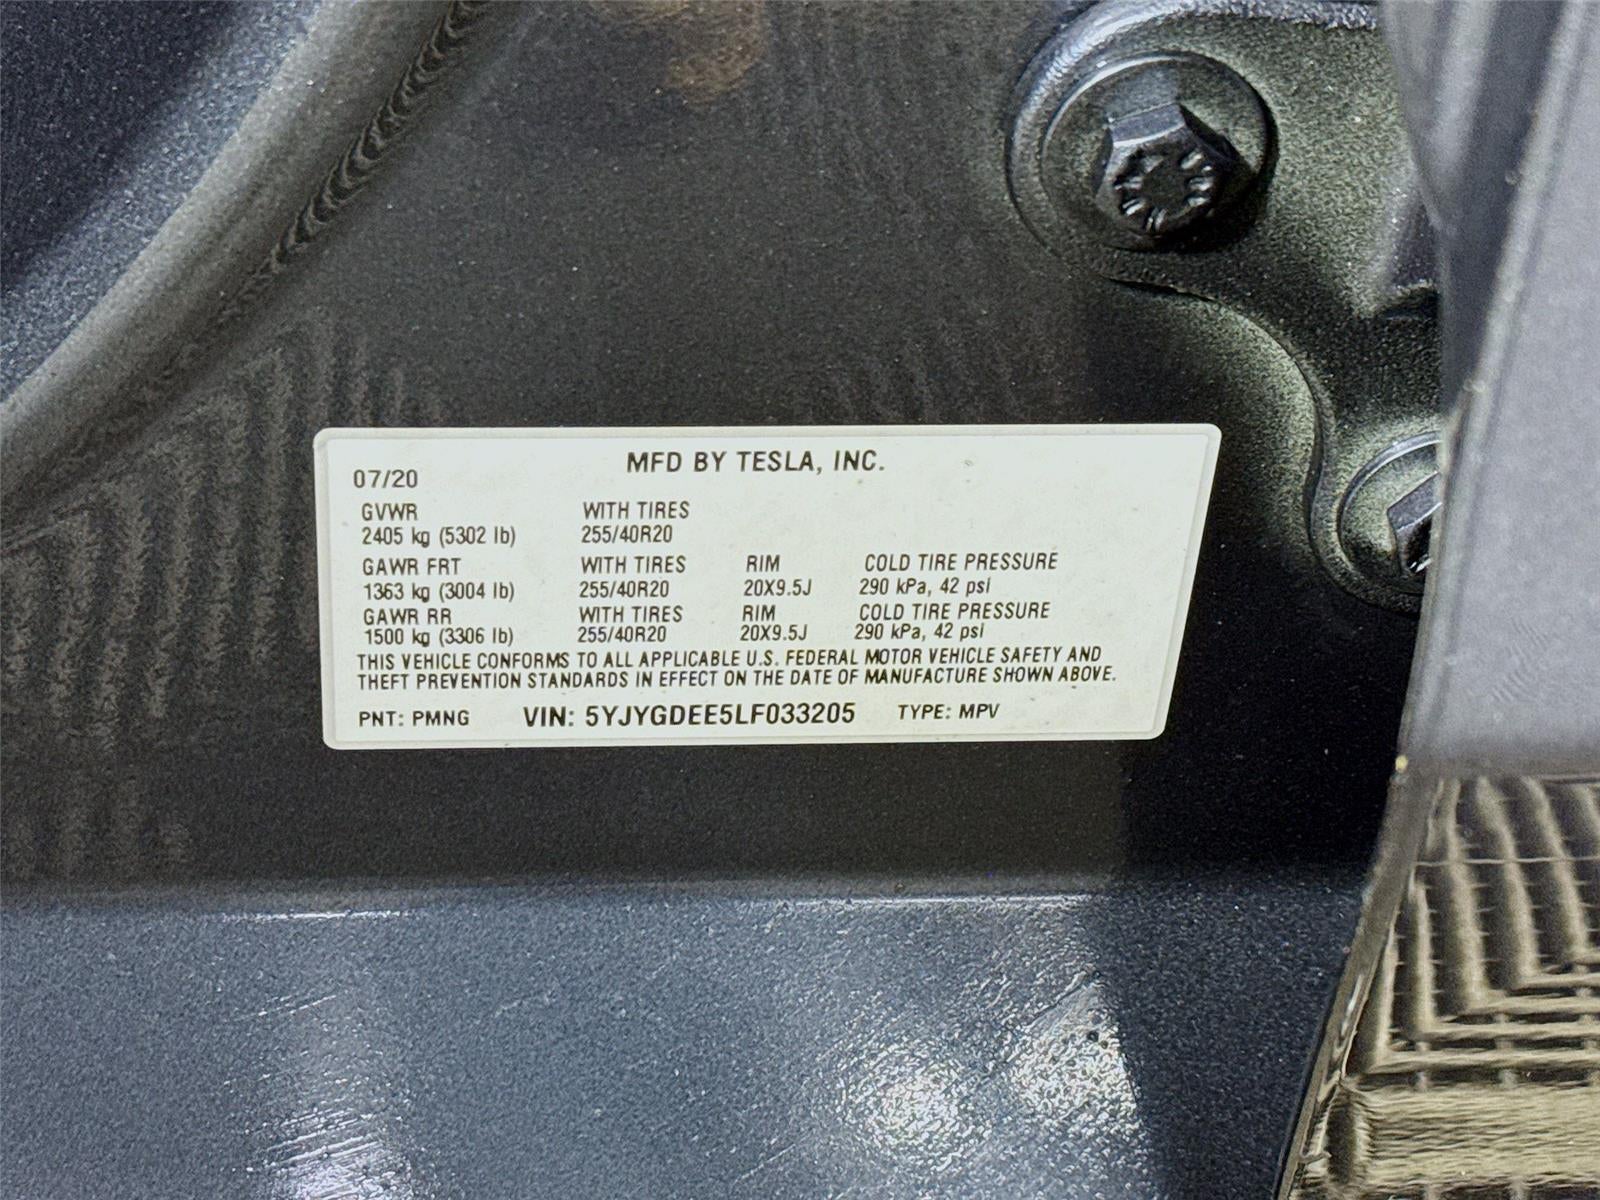 MFD BY TESLA, INC.
07/20
GVWR WITH TIRES
2405 kg (5302 lb) 255/40R20
GAWR FRT WITH TIRES RIM COLD TIRE PRESSURE
1363 kg (3004 lb) 255/40R20 20X9.5J 290 kPa, 42 psi
GAWR RR WITH TIRES RIM COLD TIRE PRESSURE
1500 kg (3306 lb) 255/40R20 20X9.5J 290 kPa, 42 psi
THIS VEHICLE CONFORMS TO ALL APPLICABLE U.S. FEDERAL MOTOR VEHICLE SAFETY AND
THEFT PREVENTION STANDARDS IN EFFECT ON THE DATE OF MANUFACTURE SHOWN ABOVE.
PNT: PMNG VIN: 5YJYGDEE5LF033205 TYPE: MPV